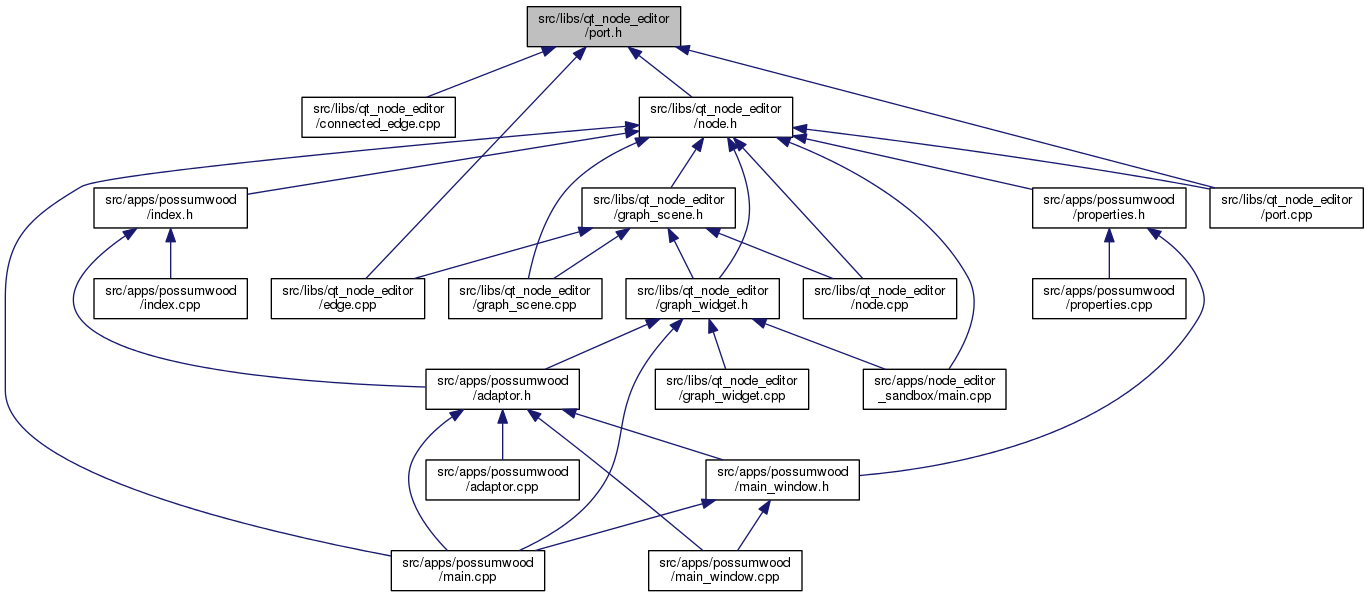 src/libs/qt_node_editor
/port.h
src/libs/qt_node_editor
/connected_edge.cpp
src/libs/qt_node_editor
/node.h
src/apps/possumwood
/index.h
src/libs/qt_node_editor
/graph_scene.h
src/apps/possumwood
/properties.h
src/libs/qt_node_editor
/port.cpp
src/apps/possumwood
/index.cpp
src/libs/qt_node_editor
/edge.cpp
src/libs/qt_node_editor
/graph_scene.cpp
src/libs/qt_node_editor
/graph_widget.h
src/libs/qt_node_editor
/node.cpp
src/apps/possumwood
/properties.cpp
src/apps/possumwood
/adaptor.h
src/libs/qt_node_editor
/graph_widget.cpp
src/apps/node_editor
_sandbox/main.cpp
src/apps/possumwood
/adaptor.cpp
src/apps/possumwood
/main_window.h
src/apps/possumwood
/main.cpp
src/apps/possumwood
/main_window.cpp